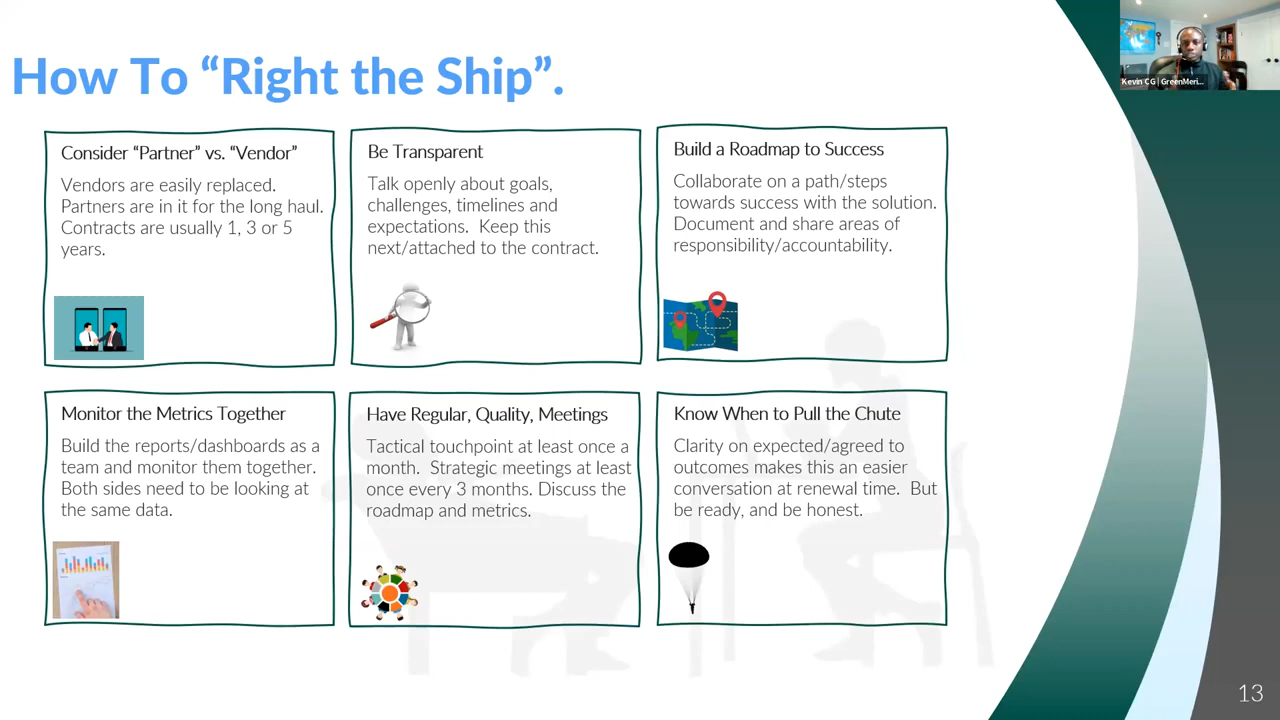 How To “Right the Ship”.
Kevin CG | GreenMeri...
Consider “Partner” vs. “Vendor”
Vendors are easily replaced.
Partners are in it for the long haul.
Contracts are usually 1, 3 or 5
years.
Be Transparent
Talk openly about goals,
challenges, timelines and
expectations. Keep this
next/attached to the contract.
Build a Roadmap to Success
Collaborate on a path/steps
towards success with the solution.
Document and share areas of
responsibility/accountability.
Monitor the Metrics Together
Build the reports/dashboards as a
team and monitor them together.
Both sides need to be looking at
the same data.
Have Regular, Quality, Meetings
Tactical touchpoint at least once a
month. Strategic meetings at least
once every 3 months. Discuss the
roadmap and metrics.
Know When to Pull the Chute
Clarity on expected/agreed to
outcomes makes this an easier
conversation at renewal time. But
be ready, and be honest.
13